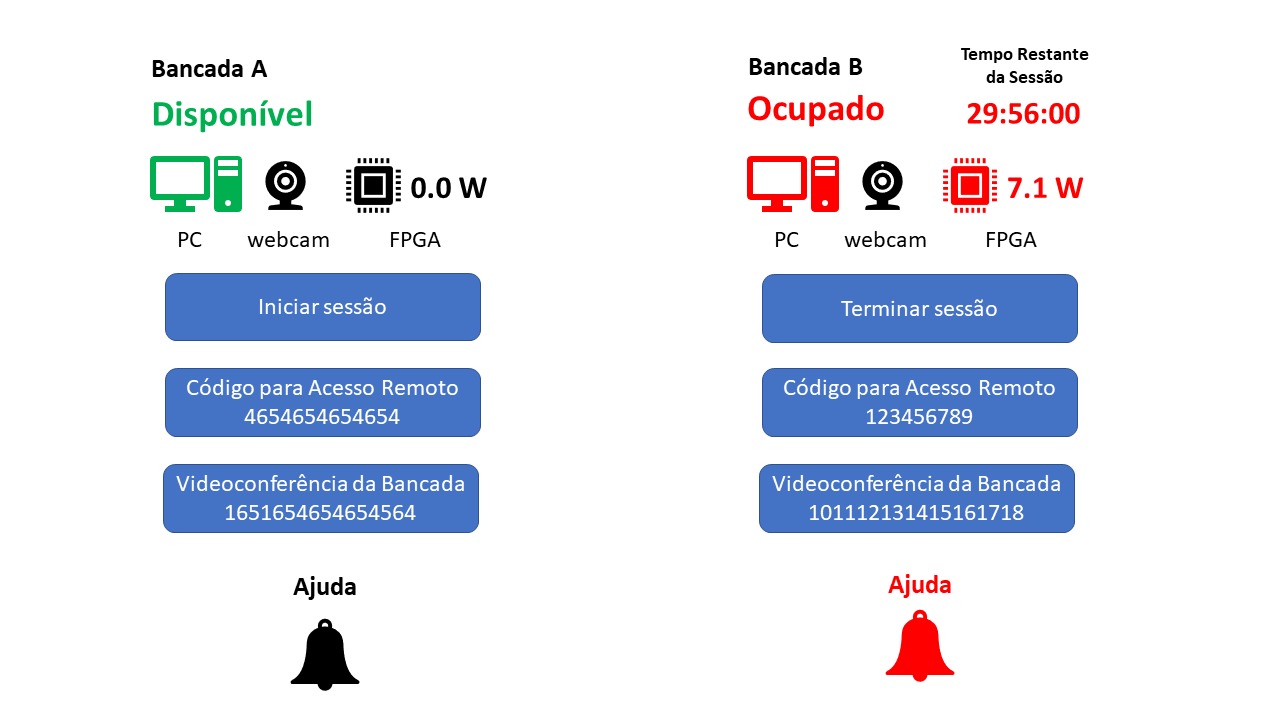 Bancada A
Disponível
0.0 W
PC
webcam
FPGA
Iniciar sessão
Código para Acesso Remoto
4654654654654
Videoconferência da Bancada
1651654654654564
Ajuda
Bancada B
Ocupado
Tempo Restante
da Sessão
29:56:00
7.1 W
PC
webcam
FPGA
Terminar sessão
Código para Acesso Remoto
123456789
Videoconferência da Bancada
101112131415161718
Ajuda